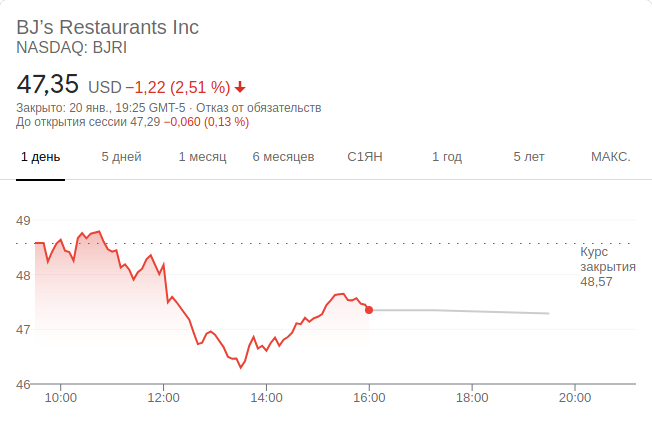 BJ’s Restaurants Inc
NASDAQ: BJRI
47,35 USD −1,22 (2,51 %)
Закрыто: 20 янв., 19:25 GMT-5 · Отказ от обязательств
До открытия сессии 47,29 −0,060 (0,13 %)
1 день 5 дней 1 месяц 6 месяцев С1ЯН 1 год 5 лет МАКС.
49
Курс
закрытия
48,57
48
47
46
10:00 12:00 14:00 16:00 18:00 20:00